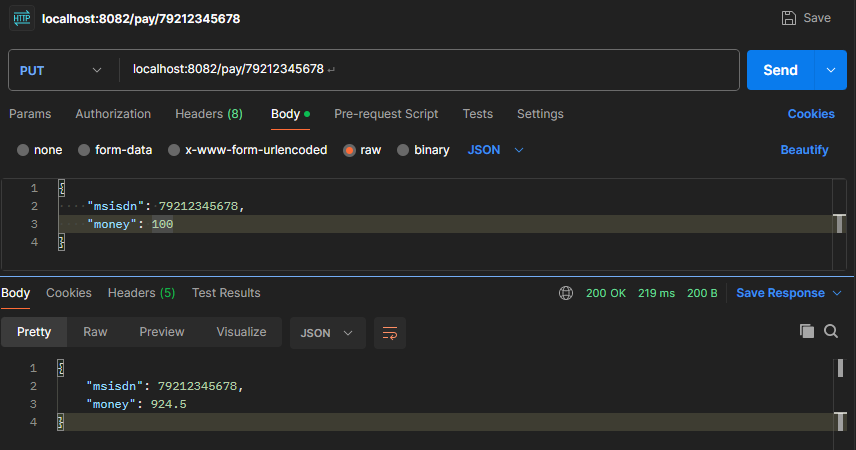 HTTP localhost:8082/pay/79212345678 Save
PUT localhost:8082/pay/79212345678 Send
Params Authorization Headers (8) Body Pre-request Script Tests Settings Cookies
none form-data x-www-form-urlencoded raw binary JSON Beautify
1 {
2 "msisdn": 79212345678,
3 "money": 100
4 }
Body Cookies Headers (5) Test Results 200 OK 219 ms 200 B Save Response
Pretty Raw Preview Visualize JSON
1 {
2 "msisdn": 79212345678,
3 "money": 924.5
4 }